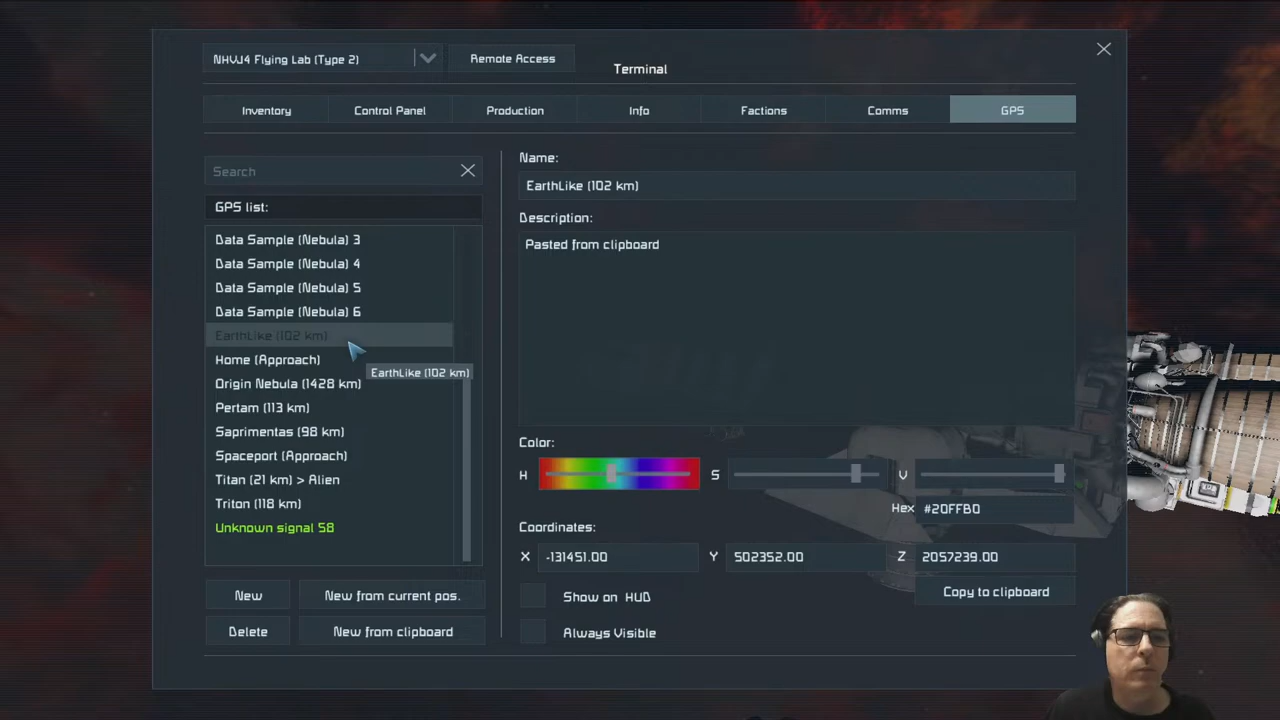 NHVJ4 Flying Lab (Type 2)
Remote Access
Terminal
Inventory
Control Panel
Production
Info
Factions
Comms
GPS
Search
GPS list:
Data Sample (Nebula) 3
Data Sample (Nebula) 4
Data Sample (Nebula) 5
Data Sample (Nebula) 6
EarthLike (102 km)
Home (Approach)
EarthLike (102 km)
Origin Nebula (1428 km)
Pertam (113 km)
Saprimentas (98 km)
Spaceport (Approach)
Titan (21 km) > Alien
Triton (118 km)
Unknown signal 58
New
New from current pos.
Delete
New from clipboard
Name:
EarthLike (102 km)
Description:
Pasted from clipboard
Color:
H
S
V
Hex #20FFB0
Coordinates:
X -131451.00 Y 502352.00 Z 2057239.00
Show on HUD
Copy to clipboard
Always Visible